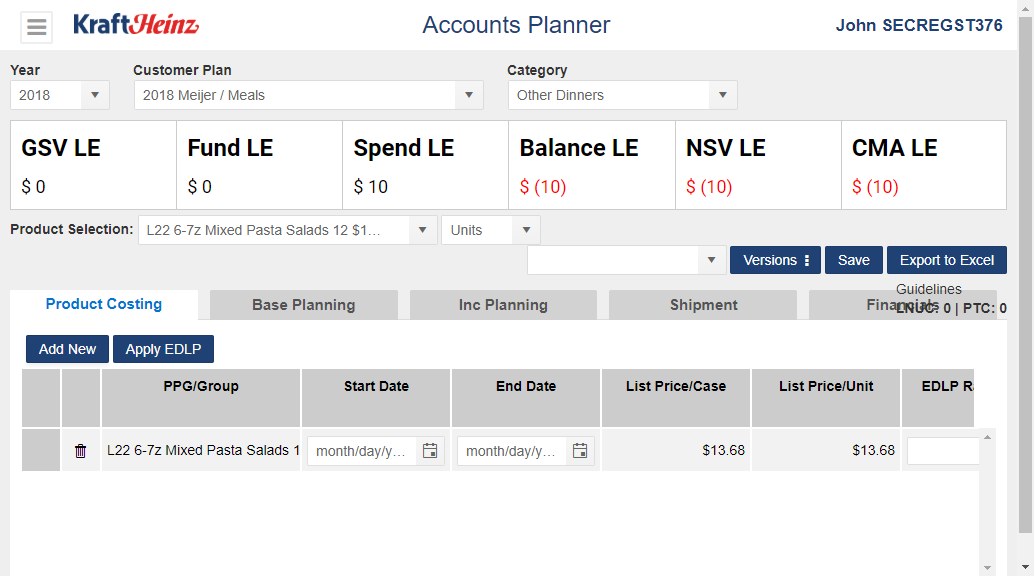 KraftHeinz
Accounts Planner
John SECREGST376
Year
Customer Plan
Category
2018
2018 Meijer / Meals
Other Dinners
GSV LE
Fund LE
Spend LE
Balance LE
NSV LE
CMA LE
$ 0
$ 0
$ 10
$ (10)
$ (10)
$ (10)
Product Selection:
L22 6-7z Mixed Pasta Salads 12 $1...
Units
Versions
Save
Export to Excel
Guidelines
LNUC: 0 | PTC: 0
Product Costing
Base Planning
Inc Planning
Shipment
Financials
Add New
Apply EDLP
PPG/Group
Start Date
End Date
List Price/Case
List Price/Unit
EDLP R
L22 6-7z Mixed Pasta Salads 1
month/day/y...
month/day/y...
$13.68
$13.68